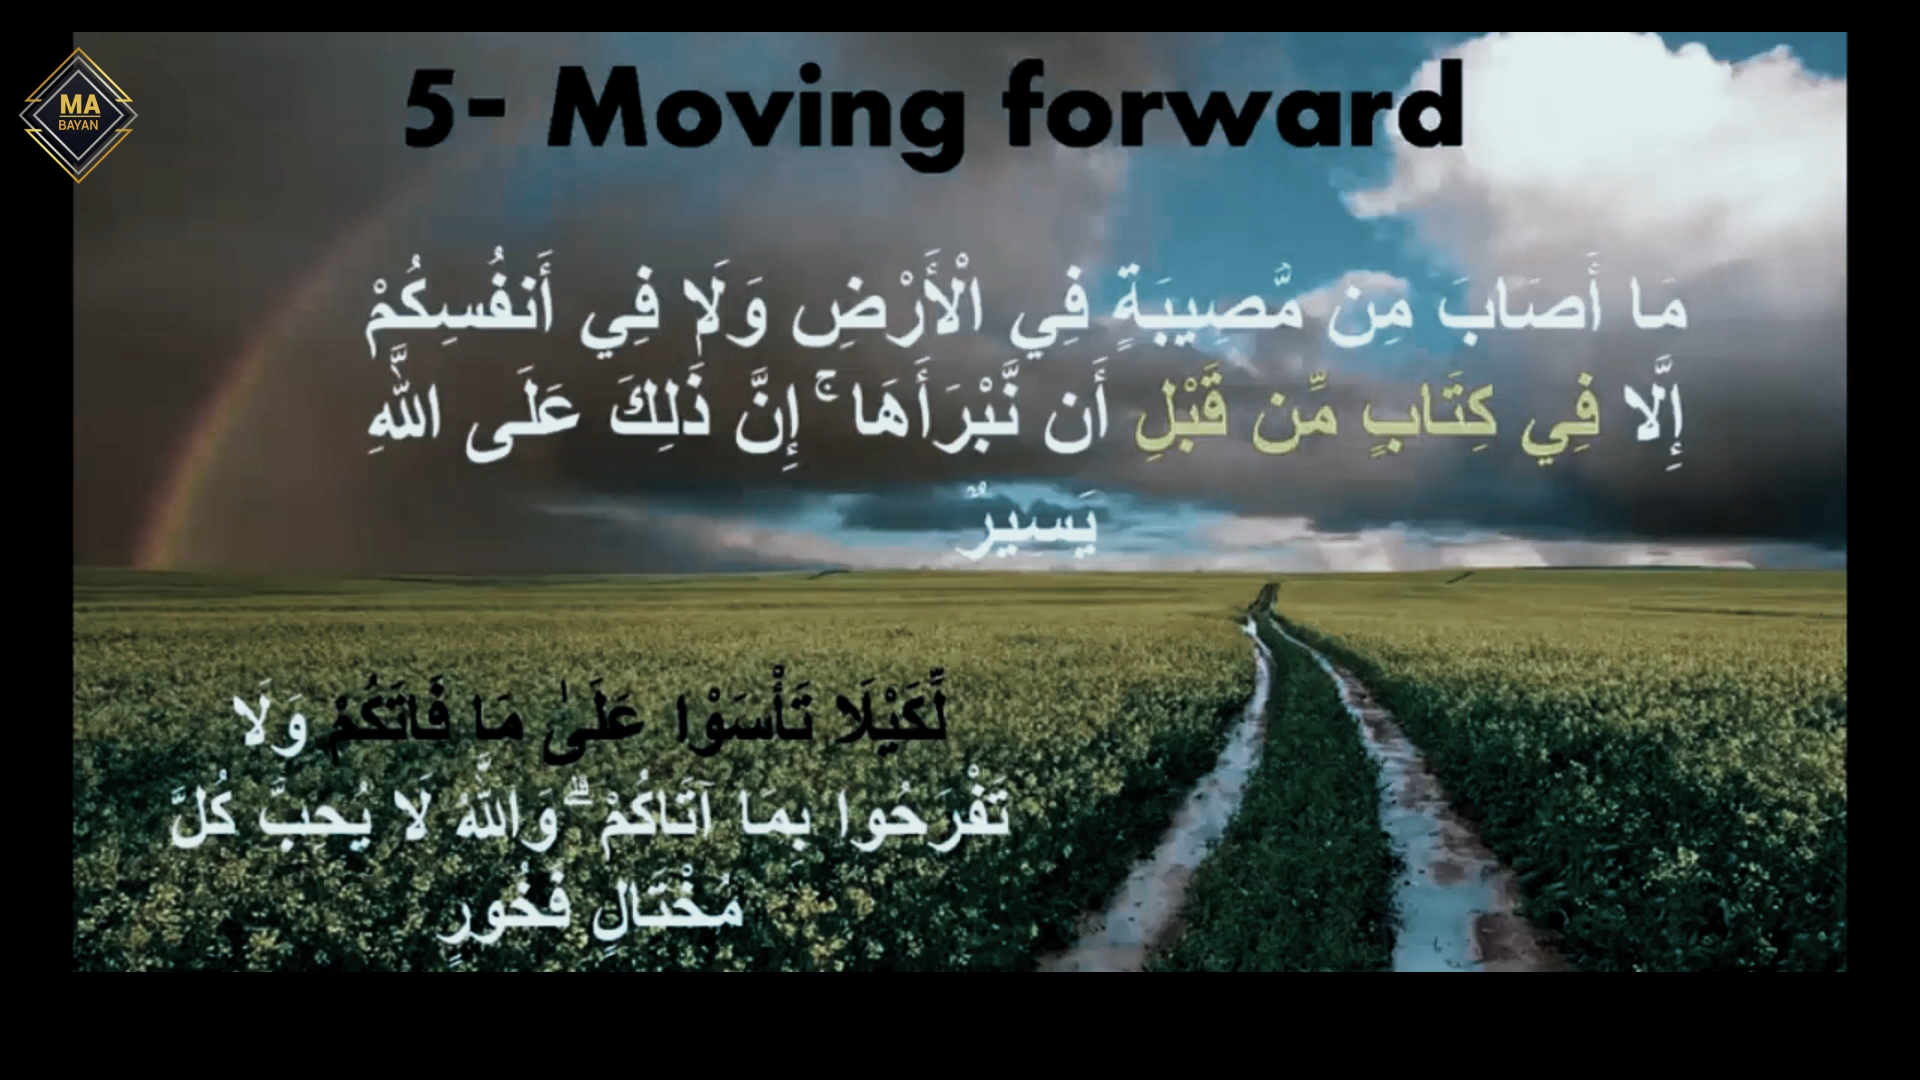 MA
BAYAN
5- Moving forward
مَا أَصَابَ مِن مُّصِيبَةٍ فِي الْأَرْضِ وَلَا فِي أَنفُسِكُمْ
إِلَّا فِي كِتَابٍ مِّن قَبْلِ أَن نَّبْرَأَهَا ۚ إِنَّ ذَلِكَ عَلَى اللَّهِ
يَسِيرٌ
لِّكَيْلَا تَأْسَوْا عَلَىٰ مَا فَاتَكُمْ وَلَا
تَفْرَحُوا بِمَا آتَاكُمْ ۗ وَاللَّهُ لَا يُحِبُّ كُلَّ
مُخْتَالٍ فَخُورٍ